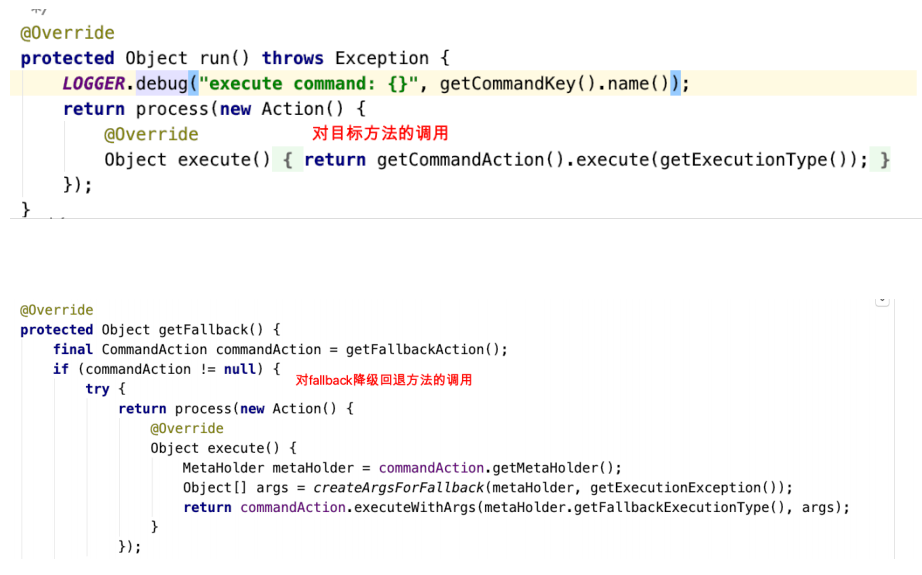 @Override
protected Object run() throws Exception {
LOGGER.debug("execute command: {}", getCommandKey().name());
return process(new Action() {
@Override 对目标方法的调用
Object execute() { return getCommandAction().execute(getExecutionType()); }
});
}
@Override
protected Object getFallback() {
final CommandAction commandAction = getFallbackAction();
if (commandAction != null) {
对fallback降级回退方法的调用
try {
return process(new Action() {
@Override
Object execute() {
MetaHolder metaHolder = commandAction.getMetaHolder();
Object[] args = createArgsForFallback(metaHolder, getExecutionException());
return commandAction.executeWithArgs(metaHolder.getFallbackExecutionType(), args);
}
});